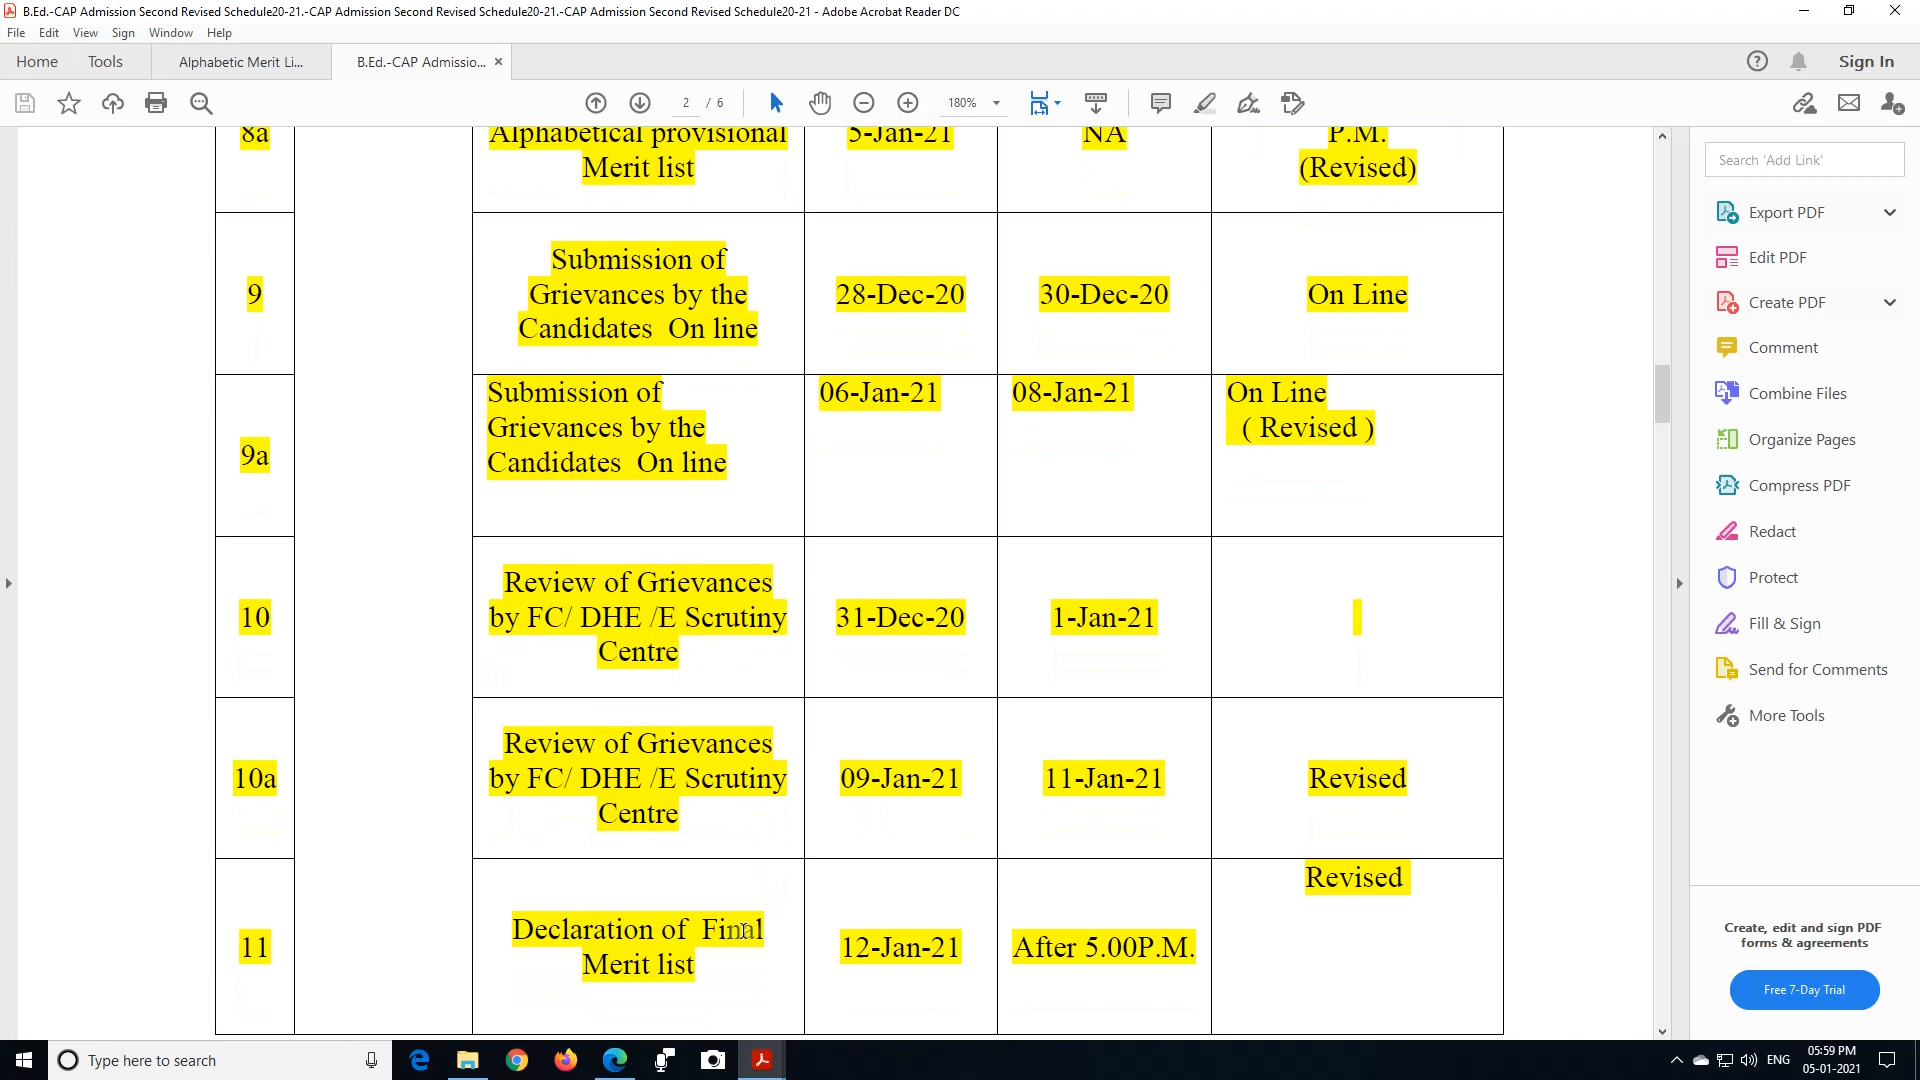 B.Ed.-CAP Admission Second Revised Schedule20-21.-CAP Admission Second Revised Schedule20-21.-CAP Admission Second Revised Schedule20-21 - Adobe Acrobat Reader DC
File Edit View Sign Window Help
Home Tools Alphabetic Merit Li... B.Ed.-CAP Admissio... Sign In
2 / 6 180%
8a
Alphabetical provisional
Merit list
5-Jan-21
NA
P.M.
(Revised)
9
Submission of
Grievances by the
Candidates On line
28-Dec-20
30-Dec-20
On Line
9a
Submission of
Grievances by the
Candidates On line
06-Jan-21
08-Jan-21
On Line
( Revised )
10
Review of Grievances
by FC/ DHE /E Scrutiny
Centre
31-Dec-20
1-Jan-21
10a
Review of Grievances
by FC/ DHE /E Scrutiny
Centre
09-Jan-21
11-Jan-21
Revised
11
Declaration of Final
Merit list
12-Jan-21
After 5.00P.M.
Revised
Search 'Add Link'
Export PDF
Edit PDF
Create PDF
Comment
Combine Files
Organize Pages
Compress PDF
Redact
Protect
Fill & Sign
Send for Comments
More Tools
Create, edit and sign PDF
forms & agreements
Free 7-Day Trial
Type here to search
ENG
05:59 PM
05-01-2021